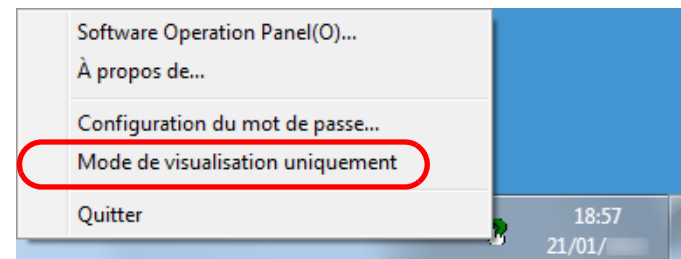 Software Operation Panel(O)...
À propos de...
Configuration du mot de passe...
Mode de visualisation uniquement
Quitter
18:57
21/01/